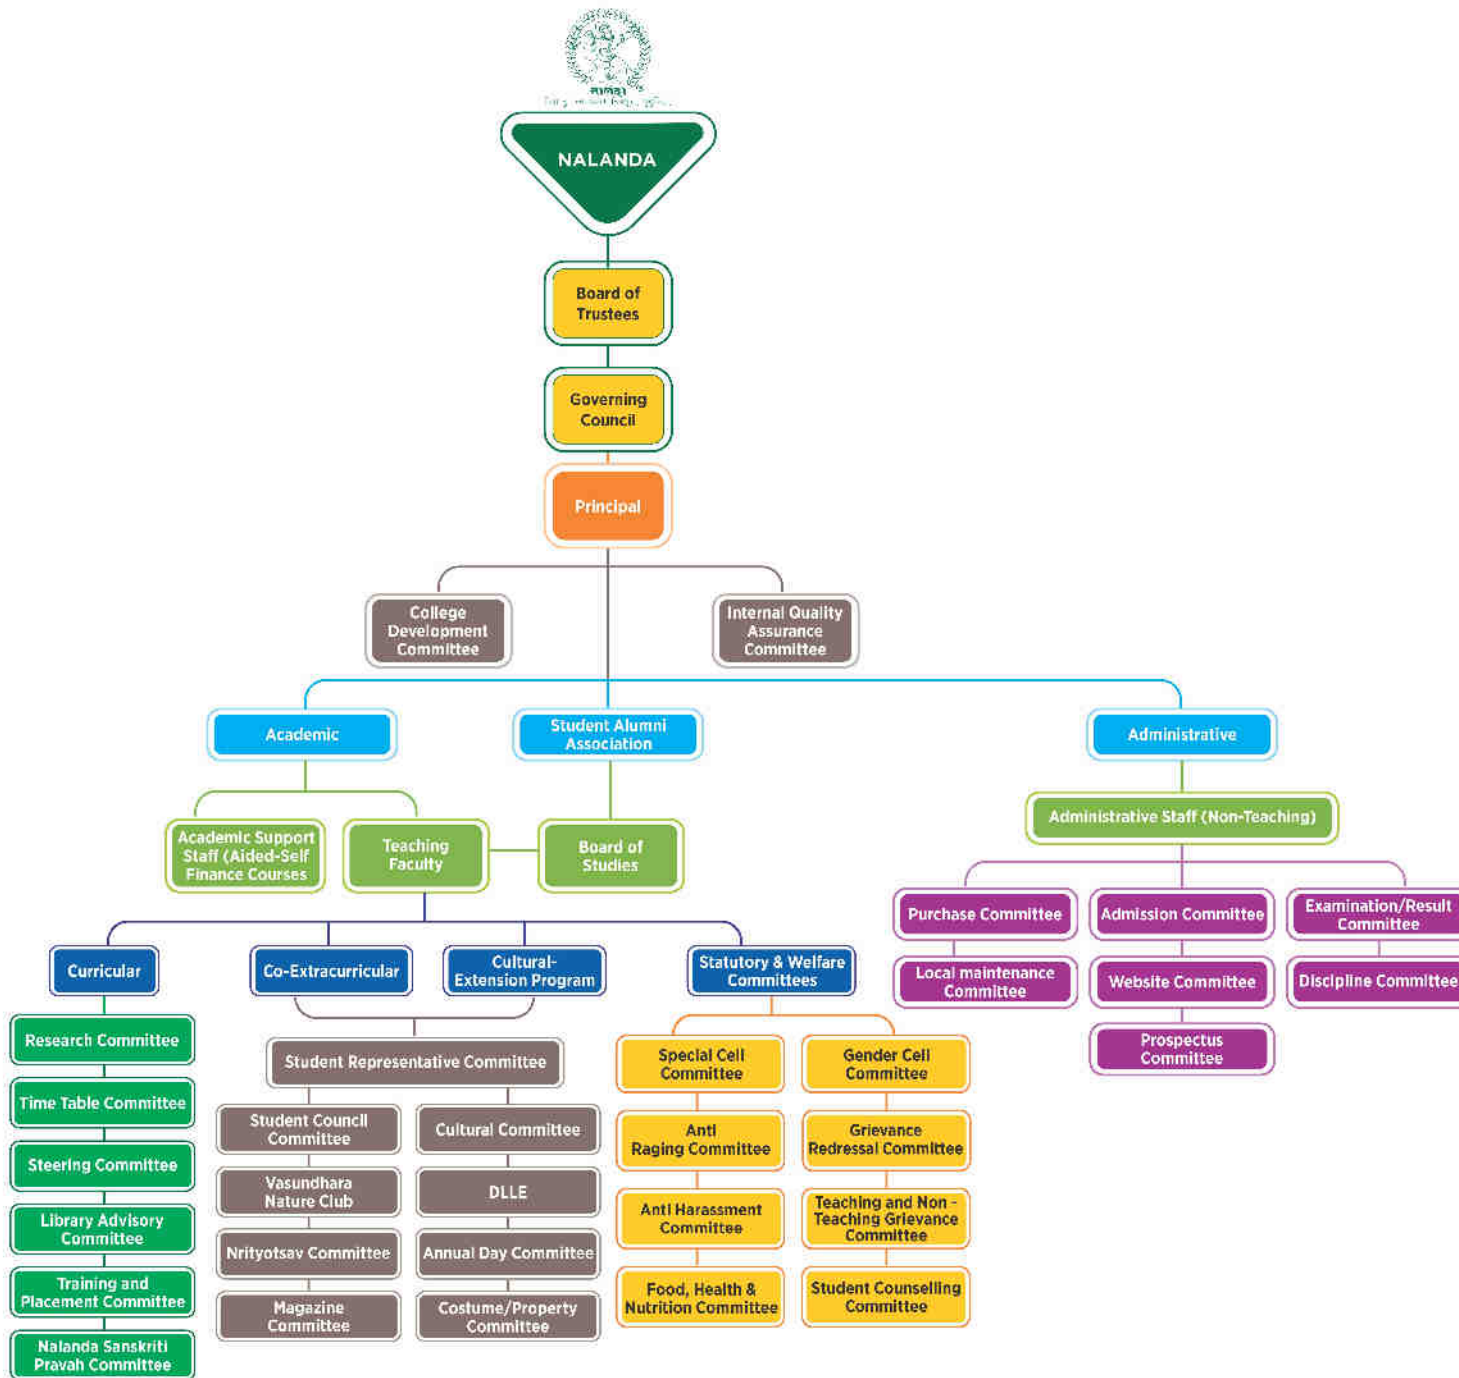 नालंदा
NALANDA
Board of
Trustees
Governing
Council
Principal
College
Development
Committee
Internal Quality
Assurance
Committee
Academic
Student Alumni
Association
Administrative
Academic Support
Staff (Aided-Self
Finance Courses
Teaching
Faculty
Board of
Studies
Administrative Staff (Non-Teaching)
Purchase Committee
Admission Committee
Examination/Result
Committee
Local maintenance
Committee
Website Committee
Discipline Committee
Prospectus
Committee
Curricular
Co-Extracurricular
Cultural-
Extension Program
Statutory & Welfare
Committees
Research Committee
Time Table Committee
Steering Committee
Library Advisory
Committee
Training and
Placement Committee
Nalanda Sanskriti
Pravah Committee
Student Representative Committee
Student Council
Committee
Cultural Committee
Vasundhara
Nature Club
DLLE
Nrityotsav Committee
Annual Day Committee
Magazine
Committee
Costume/Property
Committee
Special Cell
Committee
Gender Cell
Committee
Anti
Raging Committee
Grievance
Redressal Committee
Anti Harassment
Committee
Teaching and Non -
Teaching Grievance
Committee
Food, Health &
Nutrition Committee
Student Counselling
Committee